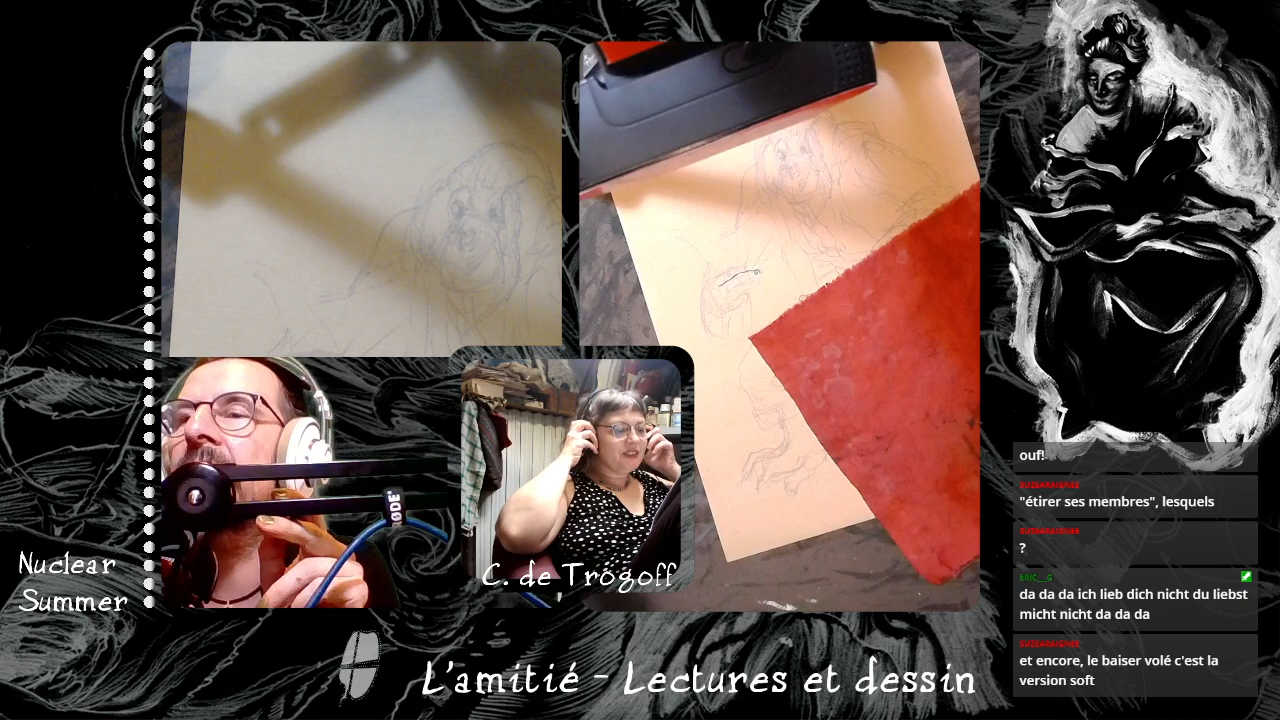 RØDE
Nuclear
Summer
C. de Trogoff
L'amitié - Lectures et dessin
ouf!
SUZEARAIGNEE
"étirer ses membres", lesquels
SUZEARAIGNEE
?
ERIC__G
da da da ich lieb dich nicht du liebst
micht nicht da da da
SUZEARAIGNEE
et encore, le baiser volé c'est la
version soft